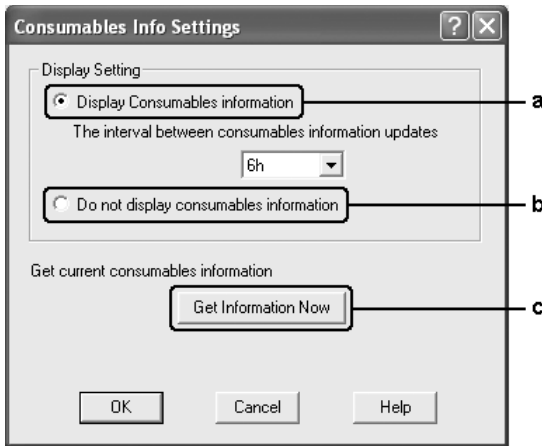 Consumables Info Settings
Display Setting
Display Consumables information
a
The interval between consumables information updates
6h
Do not display consumables information
b
Get current consumables information
Get Information Now
c
OK Cancel Help